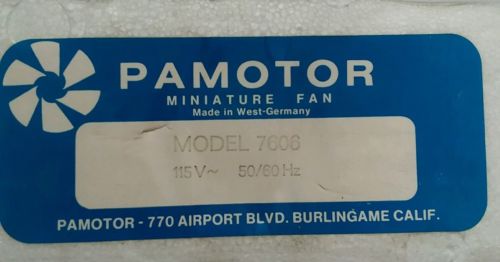 PAMOTOR
MINIATURE FAN
Made in West-Germany
MODEL 7606
115V~ 50/60 Hz
PAMOTOR - 770 AIRPORT BLVD. BURLINGAME CALIF.